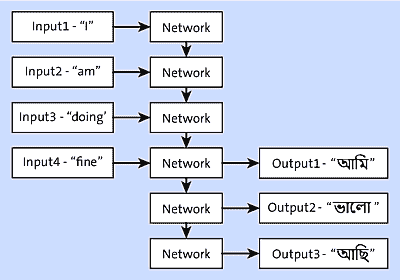 Input1 - “I”
Network
Input2 - “am”
Network
Input3 - “doing’
Network
Input4 - “fine”
Network
Output1 - “আমি”
Network
Output2 - “ভালো”
Network
Output3 - “আছি”